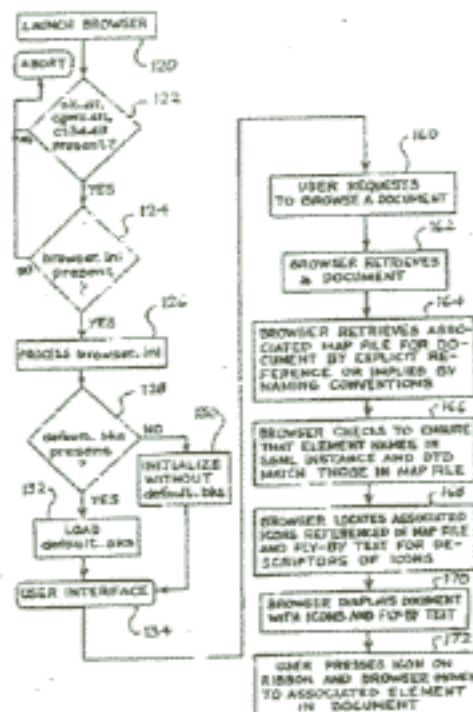 LAUNCH BROWSER
120
ABORT
122
present?
NO
YES
124
browser.ini
present
?
NO
YES
126
PROCESS browser.ini
128
default.bks
present
?
NO
130
INITIALIZE
WITHOUT
default.bks
YES
132
LOAD
default.bks
USER INTERFACE
134
160
USER REQUESTS
TO BROWSE A DOCUMENT
162
BROWSER RETRIEVES
DOCUMENT
164
BROWSER RETRIEVES ASSO-
CIATED MAP FILE FOR DO-
CUMENT BY EXPLICIT RE-
FERENCE OR IMPLIED BY
NAMING CONVENTIONS
166
BROWSER CHECKS TO ENSURE
THAT ELEMENT NAMES IN
SGML INSTANCE AND DTD
MATCH THOSE IN MAP FILE
168
BROWSER LOCATES ASSOCIATED
ICONS REFERENCED IN MAP FILE
AND FLY-BY TEXT FOR DE-
SCRIPTORS OF ICONS
170
BROWSER DISPLAYS DOCUMENT
WITH ICONS AND FLY-BY TEXT
172
USER PRESSES ICON ON
RIBBON AND BROWSER MOVES
TO ASSOCIATED ELEMENT
IN DOCUMENT